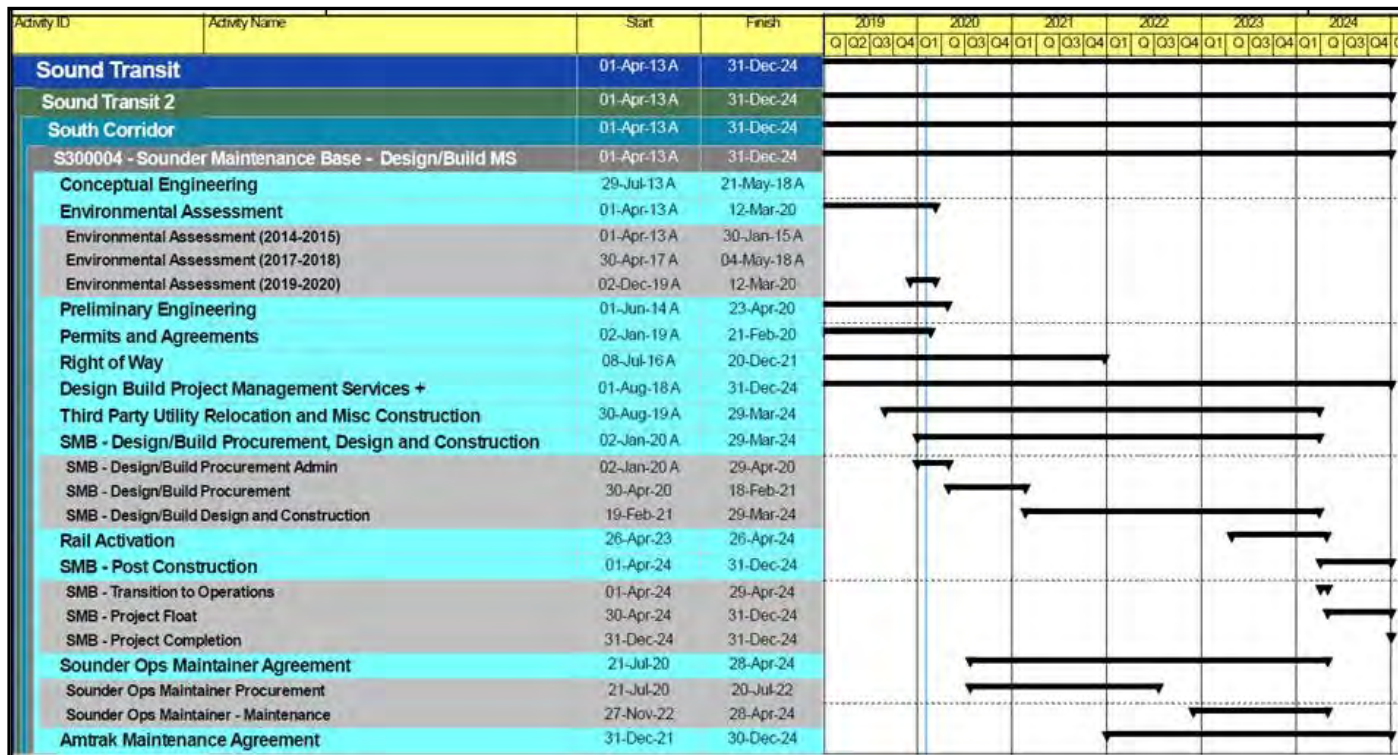 Activity ID Activity Name Start Finish 2019 2020 2021 2022 2023 2024
Q Q2 Q3 Q4 Q1 Q Q3 Q4 Q1 Q Q3 Q4 Q1 Q Q3 Q4 Q1 Q Q3 Q4 Q1 Q Q3 Q4
Sound Transit 01-Apr-13 A 31-Dec-24
Sound Transit 2 01-Apr-13 A 31-Dec-24
South Corridor 01-Apr-13 A 31-Dec-24
S300004 - Sounder Maintenance Base - Design/Build MS 01-Apr-13 A 31-Dec-24
Conceptual Engineering 29-Jul-13 A 21-May-18 A
Environmental Assessment 01-Apr-13 A 12-Mar-20
Environmental Assessment (2014-2015) 01-Apr-13 A 30-Jan-15 A
Environmental Assessment (2017-2018) 30-Apr-17 A 04-May-18 A
Environmental Assessment (2019-2020) 02-Dec-19 A 12-Mar-20
Preliminary Engineering 01-Jun-14 A 23-Apr-20
Permits and Agreements 02-Jan-19 A 21-Feb-20
Right of Way 08-Jul-16 A 20-Dec-21
Design Build Project Management Services + 01-Aug-18 A 31-Dec-24
Third Party Utility Relocation and Misc Construction 30-Aug-19 A 29-Mar-24
SMB - Design/Build Procurement, Design and Construction 02-Jan-20 A 29-Mar-24
SMB - Design/Build Procurement Admin 02-Jan-20 A 29-Apr-20
SMB - Design/Build Procurement 30-Apr-20 18-Feb-21
SMB - Design/Build Design and Construction 19-Feb-21 29-Mar-24
Rail Activation 26-Apr-23 26-Apr-24
SMB - Post Construction 01-Apr-24 31-Dec-24
SMB - Transition to Operations 01-Apr-24 29-Apr-24
SMB - Project Float 30-Apr-24 31-Dec-24
SMB - Project Completion 31-Dec-24 31-Dec-24
Sounder Ops Maintainer Agreement 21-Jul-20 28-Apr-24
Sounder Ops Maintainer Procurement 21-Jul-20 20-Jul-22
Sounder Ops Maintainer - Maintenance 27-Nov-22 28-Apr-24
Amtrak Maintenance Agreement 31-Dec-21 30-Dec-24